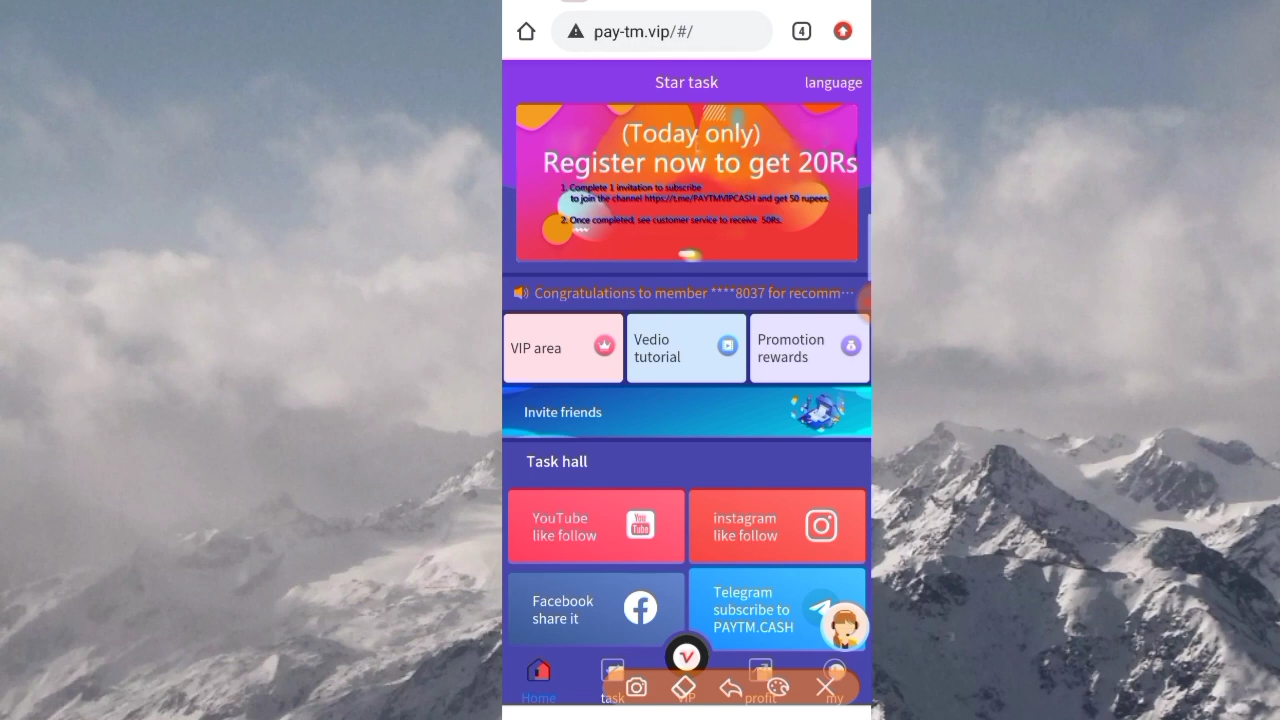 4
pay-tm.vip/#/
Star task
language
(Today only)
Register now to get 20Rs
1. Complete 1 invitation to subscribe
to join the channel https://t.me/PAYTMVIPCASH and get 50 rupees.
2. Once completed, see customer service to receive 50Rs.
Congratulations to member ****8037 for recomm···
VIP area
Vedio
tutorial
Promotion
rewards
Invite friends
Task hall
YouTube
like follow
You
Tube
instagram
like follow
Facebook
share it
Telegram
subscribe to
PAYTM.CASH
Home
task
VIP
profit
my